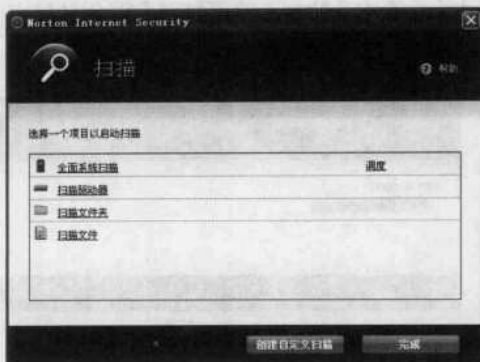 Norton Internet Security
扫描
帮助
选择一个项目以启动扫描
全面系统扫描 调度
扫描驱动器
扫描文件夹
扫描文件
创建自定义扫描 完成